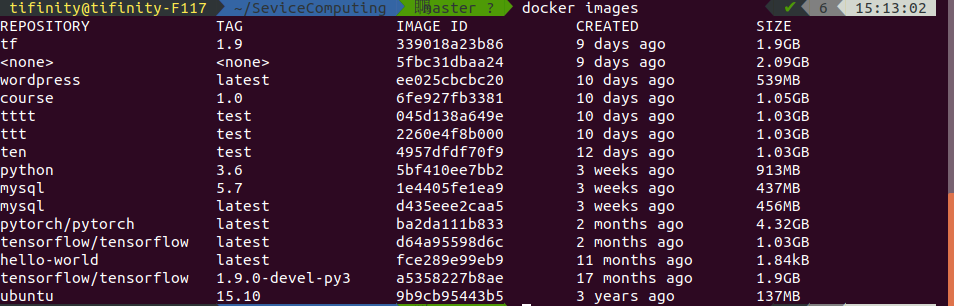 tifinity@tifinity-F117 ~/SeviceComputing master ? docker images ✔ 6 15:13:02
REPOSITORY TAG IMAGE ID CREATED SIZE
tf 1.9 339018a23b86 9 days ago 1.9GB
<none> <none> 5fbc31dbaa24 9 days ago 2.09GB
wordpress latest ee025cbcbc20 10 days ago 539MB
course 1.0 6fe927fb3381 10 days ago 1.05GB
tttt test 045d138a649e 10 days ago 1.03GB
ttt test 2260e4f8b000 10 days ago 1.03GB
ten test 4957dfdf70f9 12 days ago 1.03GB
python 3.6 5bf410ee7bb2 3 weeks ago 913MB
mysql 5.7 1e4405fe1ea9 3 weeks ago 437MB
mysql latest d435eee2caa5 3 weeks ago 456MB
pytorch/pytorch latest ba2da111b833 2 months ago 4.32GB
tensorflow/tensorflow latest d64a95598d6c 2 months ago 1.03GB
hello-world latest fce289e99eb9 11 months ago 1.84kB
tensorflow/tensorflow 1.9.0-devel-py3 a5358227b8ae 17 months ago 1.9GB
ubuntu 15.10 9b9cb95443b5 3 years ago 137MB